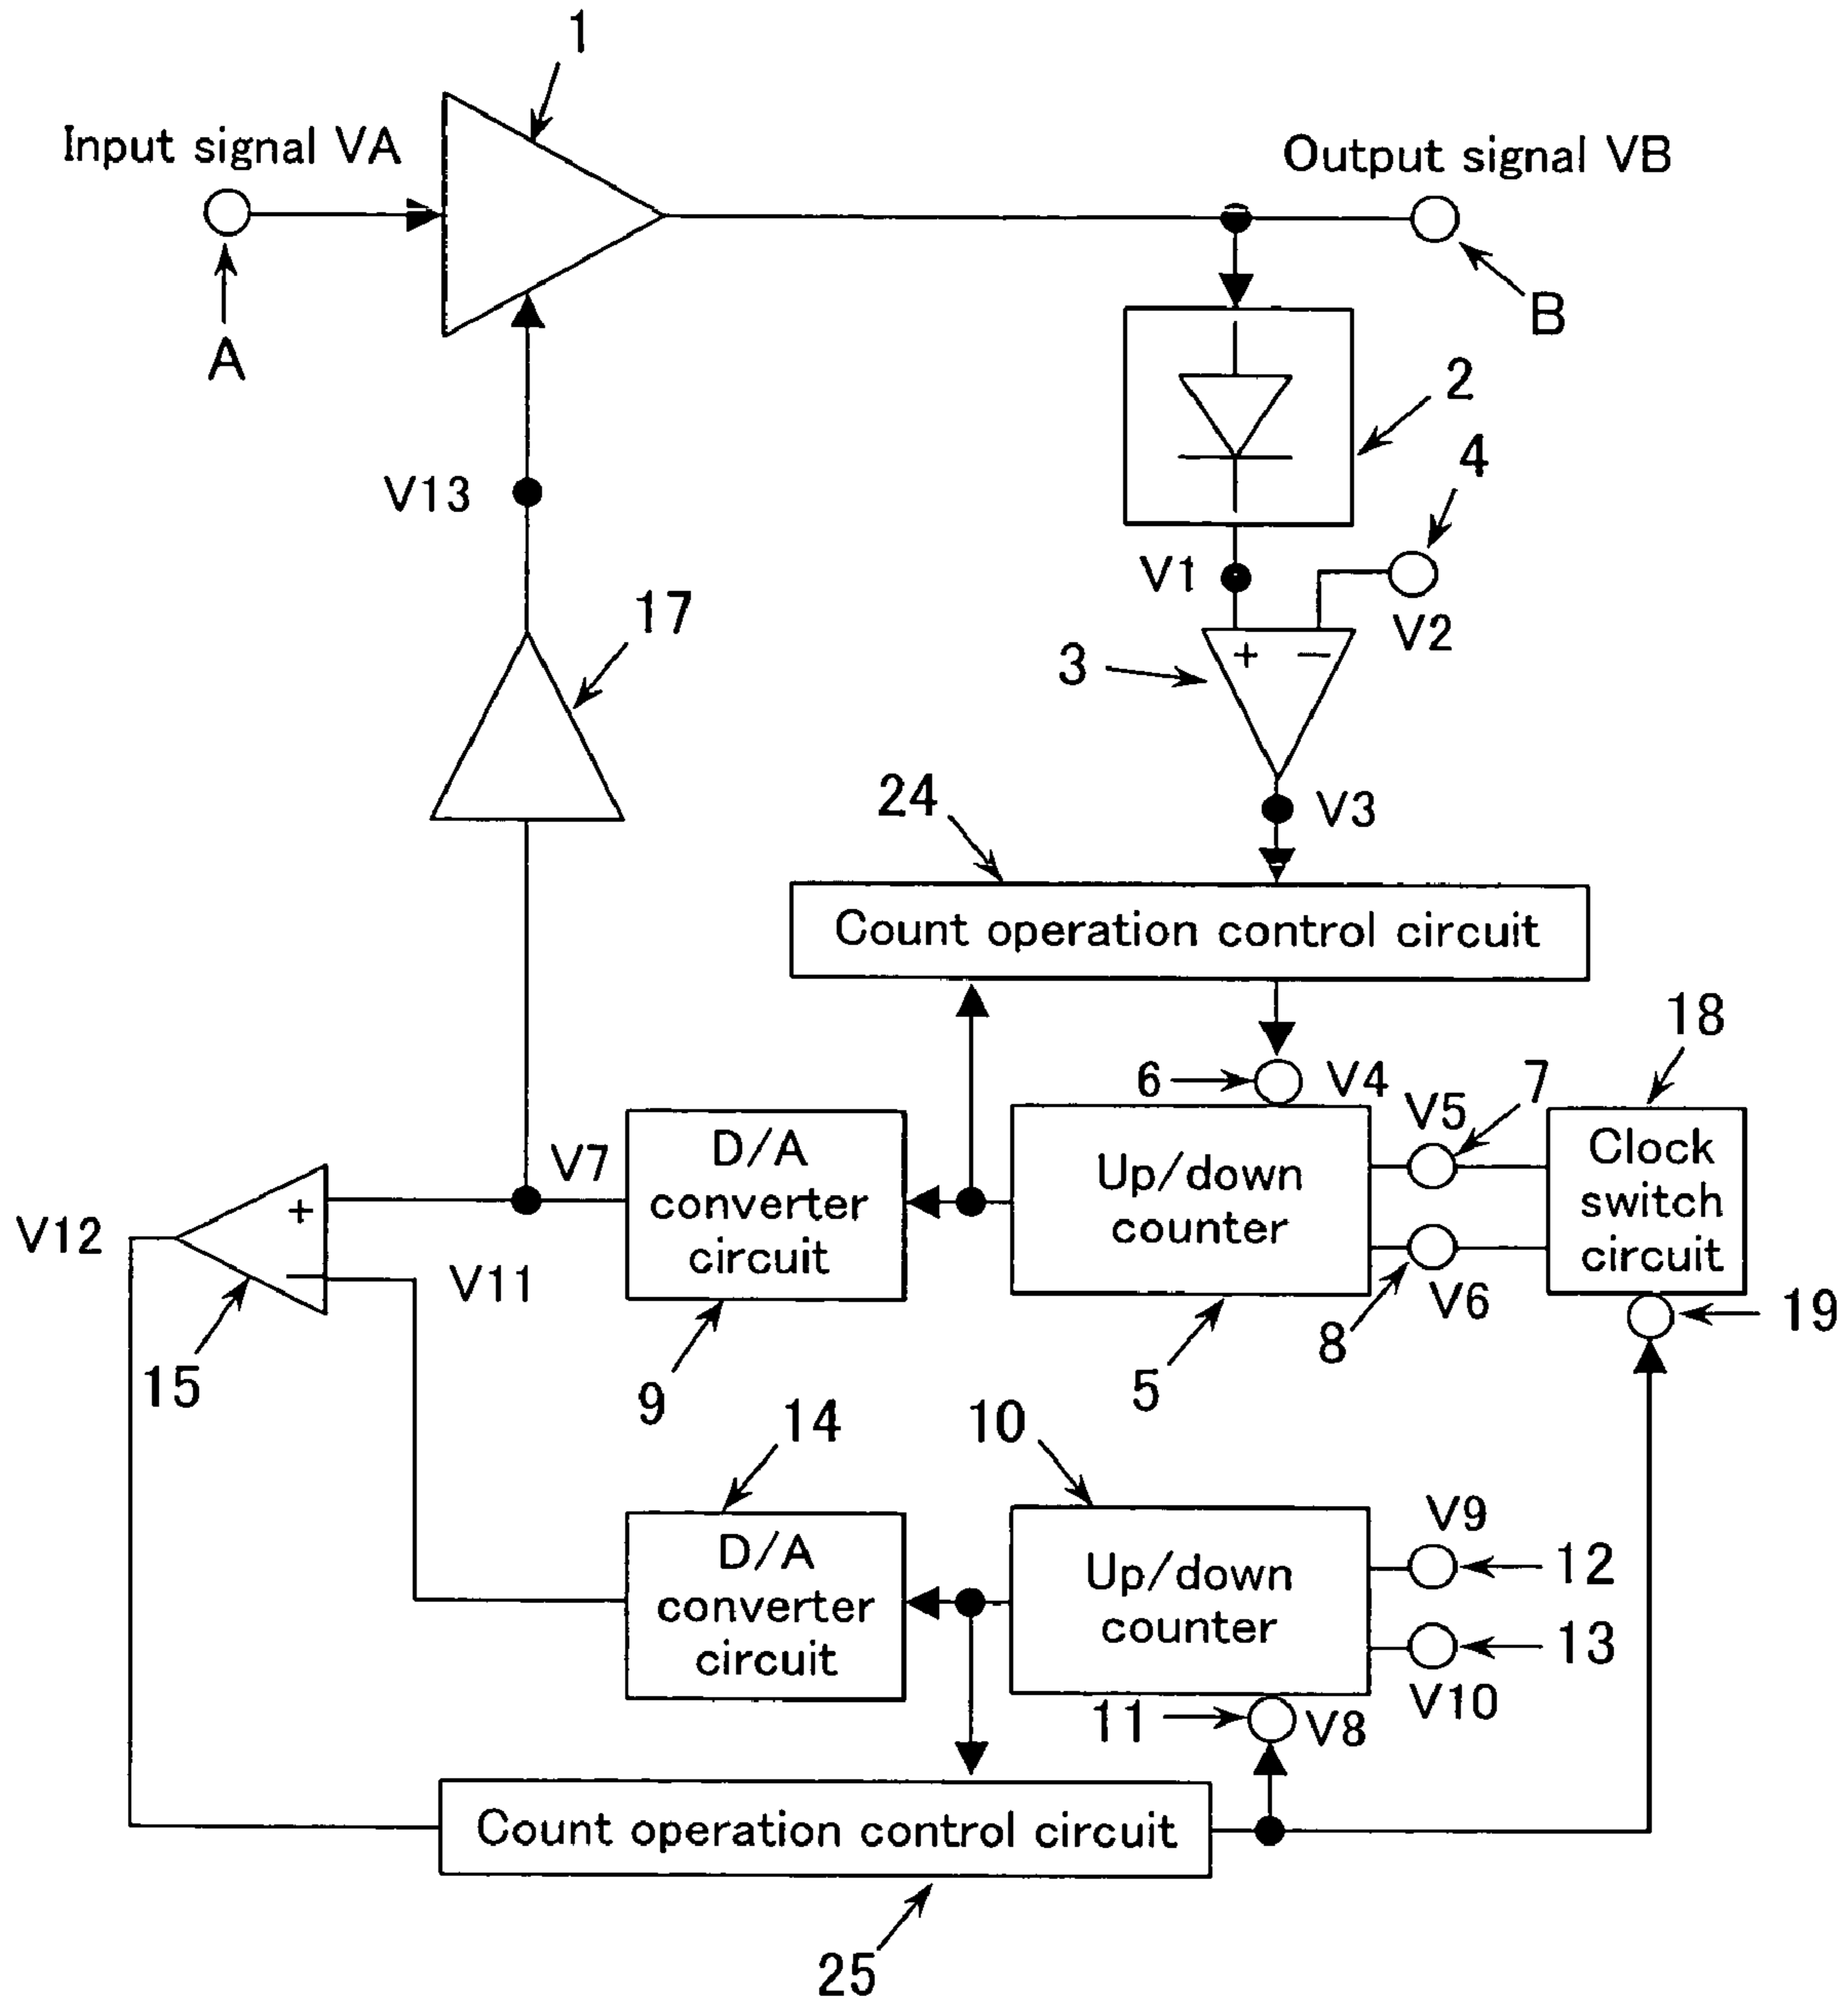 1
Input signal VA
Output signal VB
A
B
2
4
V13
V1
V2
17
3
+ −
24
V3
Count operation control circuit
18
6
V4
7
V5
D/A
converter
circuit
Up/down
counter
Clock
switch
circuit
V7
+
V12
−
V11
V6
8
19
15
9
5
14
10
V9
D/A
converter
circuit
Up/down
counter
12
13
V10
11
V8
Count operation control circuit
25